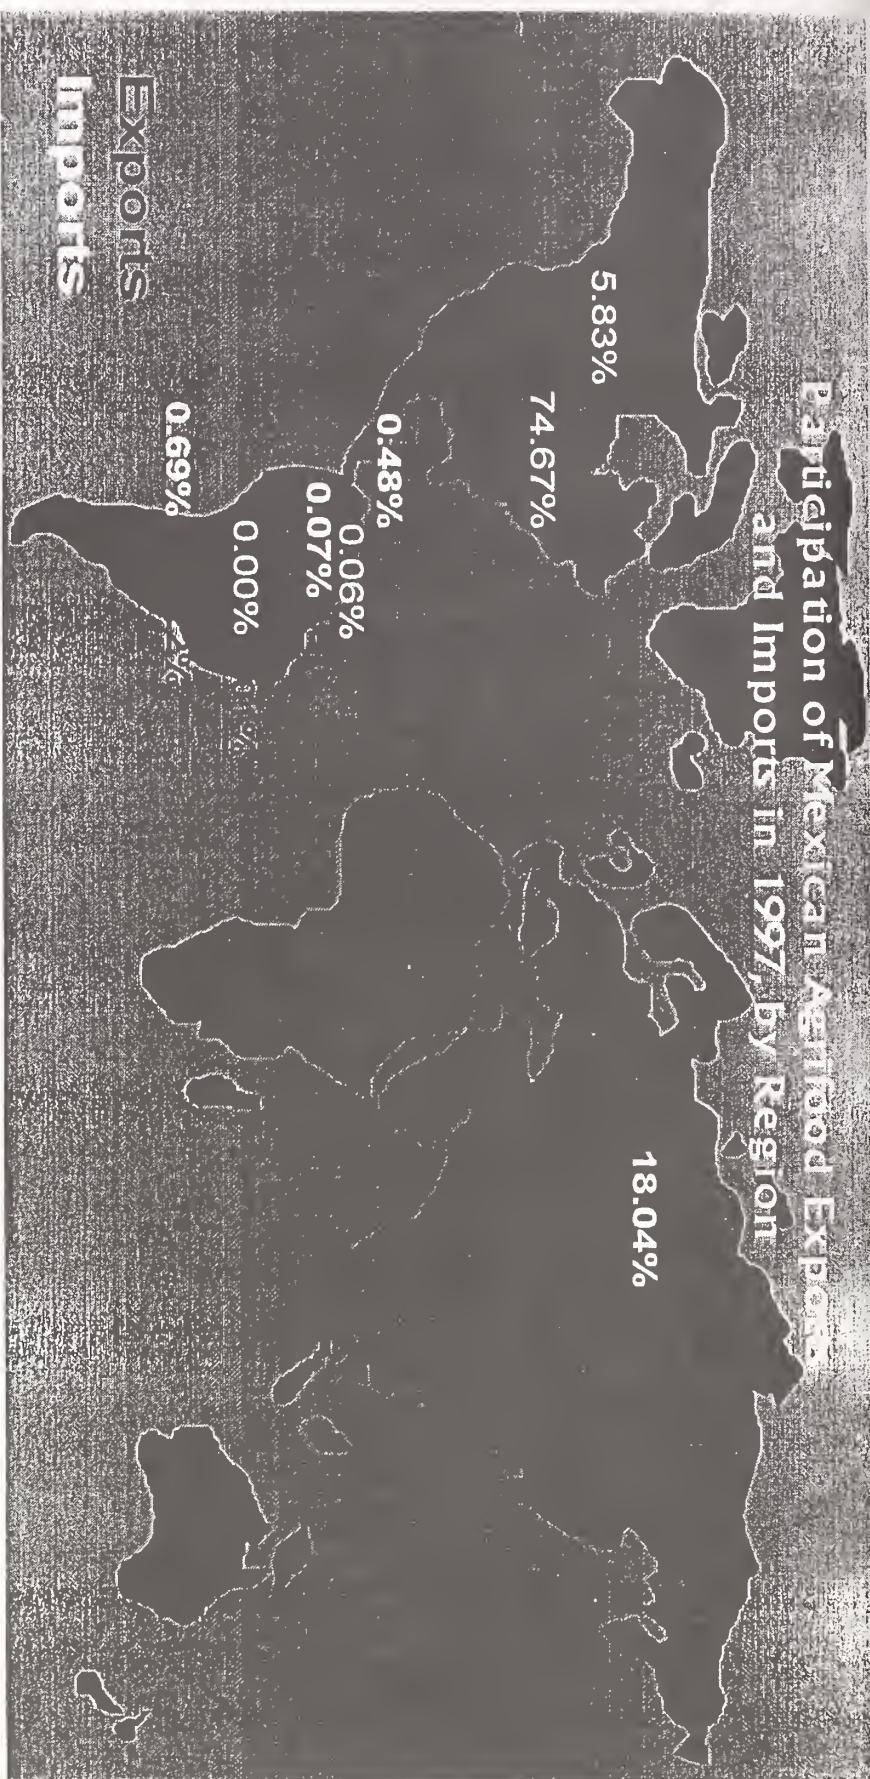 Participation of Mexican Agrifood Exports
and Imports in 1997, by Region
5.83%
18.04%
74.67%
0.48%
0.06%
0.07%
0.00%
%
0.69%
%
Exports
Imports